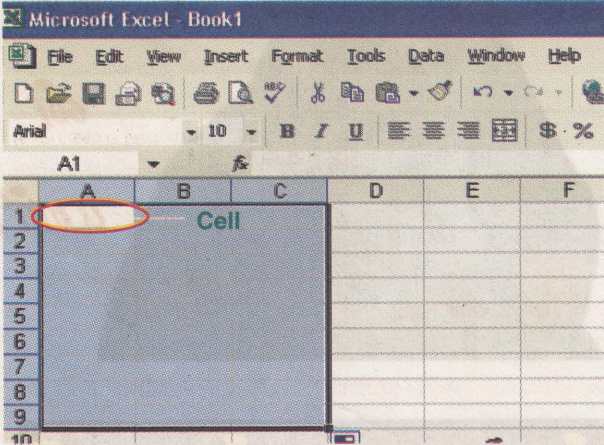 Microsoft Excel - Book1
File Edit View Insert Format Tools Data Window Help
ABC
Arial 10 B I U $ %
A1 fx
A B C D E F
1 Cell
2
3
4
5
6
7
8
9
10